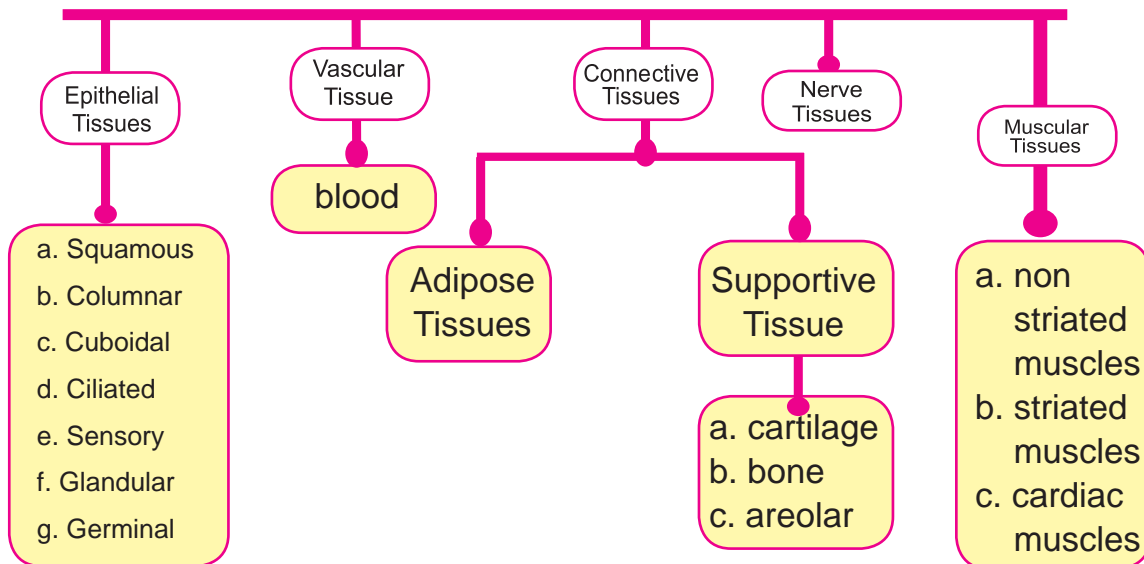 Epithelial
Tissues
a. Squamous
b. Columnar
c. Cuboidal
d. Ciliated
e. Sensory
f. Glandular
g. Germinal
Vascular
Tissue
blood
Connective
Tissues
Adipose
Tissues
Supportive
Tissue
a. cartilage
b. bone
c. areolar
Nerve
Tissues
Muscular
Tissues
a. non
striated
muscles
b. striated
muscles
c. cardiac
muscles